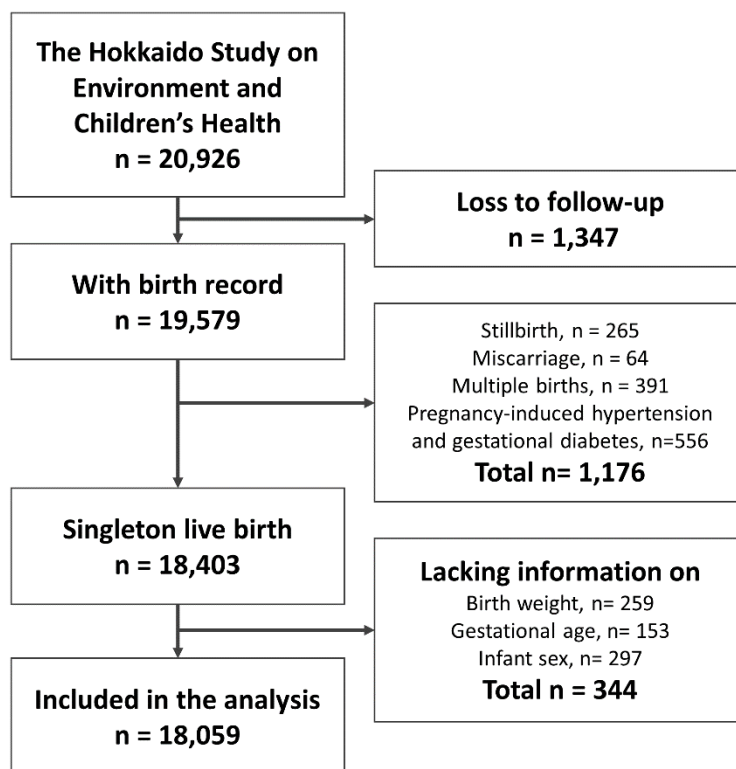 The Hokkaido Study on
Environment and
Children's Health
n = 20,926
Loss to follow-up
n = 1,347
With birth record
n = 19,579
Stillbirth, n = 265
Miscarriage, n = 64
Multiple births, n = 391
Pregnancy-induced hypertension
and gestational diabetes, n=556
Total n= 1,176
Singleton live birth
n = 18,403
Lacking information on
Birth weight, n= 259
Gestational age, n= 153
Infant sex, n= 297
Total n = 344
Included in the analysis
n = 18,059